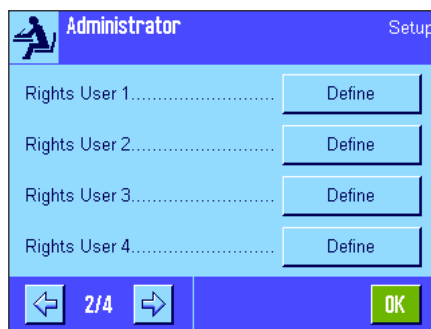 Administrator Setup
Rights User 1.......................... Define
Rights User 2.......................... Define
Rights User 3.......................... Define
Rights User 4.......................... Define
2/4 OK